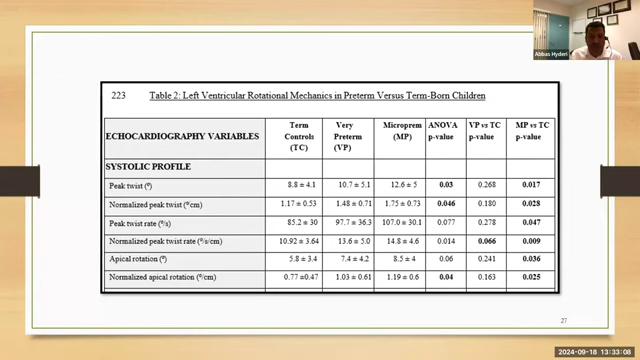 Abbas Hyderi
223 Table 2: Left Ventricular Rotational Mechanics in Preterm Versus Term-Born Children
ECHOCARDIOGRAPHY VARIABLES Term Controls (TC) Very Preterm (VP) Microprem (MP) ANOVA p-value VP vs TC p-value MP vs TC p-value
SYSTOLIC PROFILE
Peak twist (⁰) 8.8 ± 4.1 10.7 ± 5.1 12.6 ± 5 0.03 0.268 0.017
Normalized peak twist (⁰/cm) 1.17 ± 0.53 1.48 ± 0.71 1.75 ± 0.73 0.046 0.180 0.028
Peak twist rate (⁰/s) 85.2 ± 30 97.7 ± 36.3 107.0 ± 30.1 0.077 0.278 0.047
Normalized peak twist rate (⁰/s/cm) 10.92 ± 3.64 13.6 ± 5.0 14.8 ± 4.6 0.014 0.066 0.009
Apical rotation (⁰) 5.8 ± 3.4 7.4 ± 4.2 8.5 ± 4 0.06 0.241 0.036
Normalized apical rotation (⁰/cm) 0.77 ±0.47 1.03 ± 0.61 1.19 ± 0.6 0.04 0.163 0.025
27
2024-09-18 13:33:08